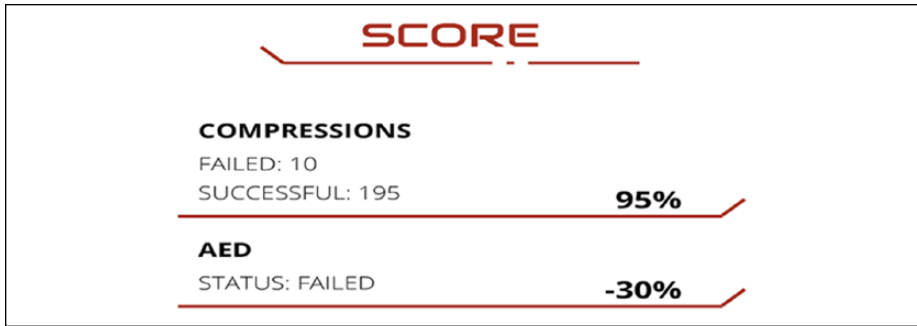 SCORE
COMPRESSIONS
FAILED: 10
SUCCESSFUL: 195
95%
AED
STATUS: FAILED
-30%